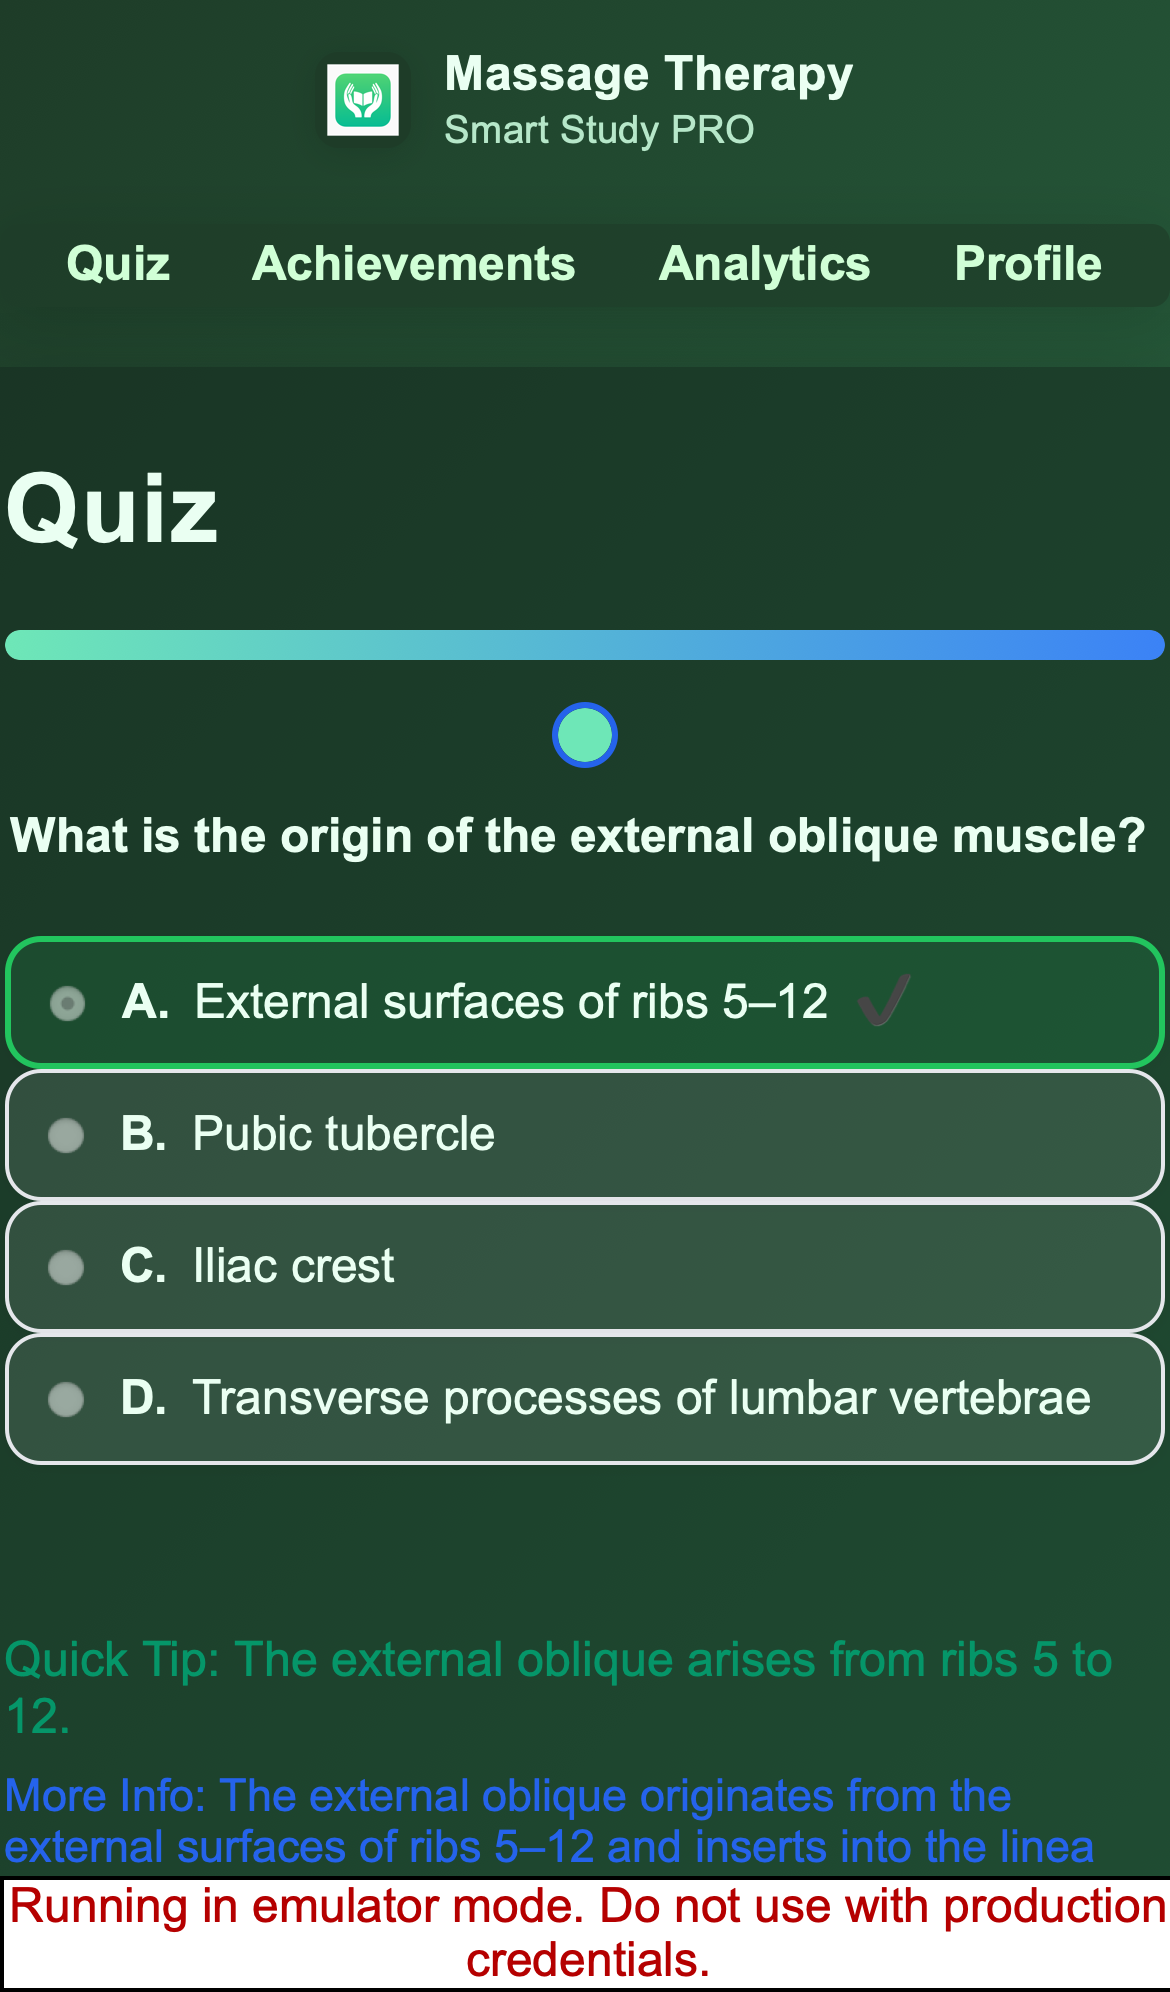 Massage Therapy
Smart Study PRO
Quiz Achievements Analytics Profile
Quiz
What is the origin of the external oblique muscle?
A. External surfaces of ribs 5–12 ✔
B. Pubic tubercle
C. Iliac crest
D. Transverse processes of lumbar vertebrae
Quick Tip: The external oblique arises from ribs 5 to
12.
More Info: The external oblique originates from the
external surfaces of ribs 5–12 and inserts into the linea
Running in emulator mode. Do not use with production
credentials.